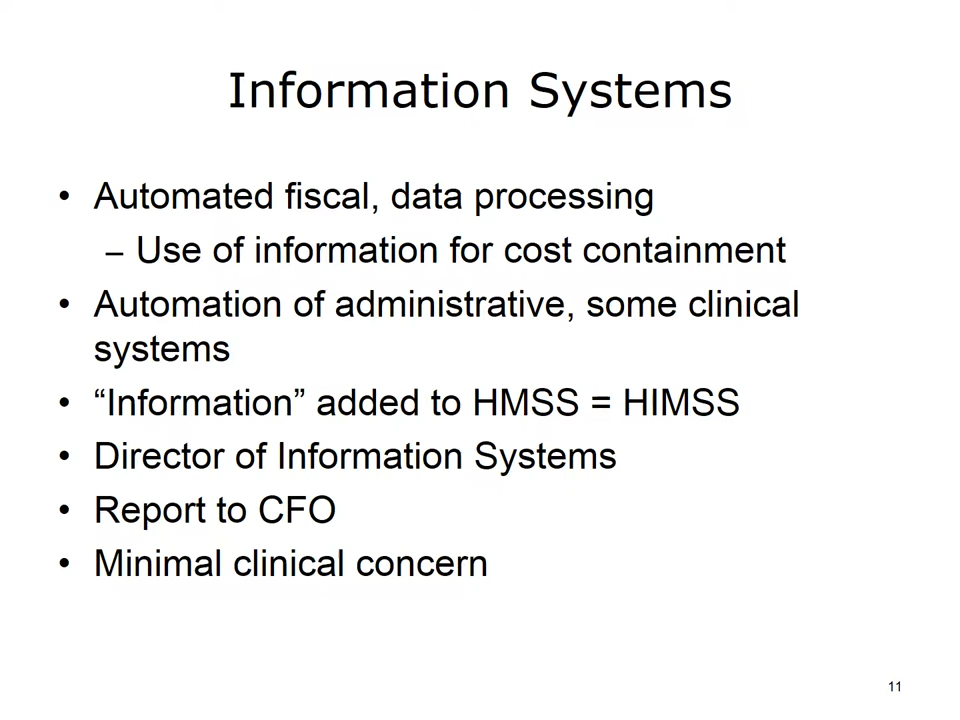 Information Systems
• Automated fiscal, data processing
– Use of information for cost containment
• Automation of administrative, some clinical
systems
• “Information” added to HMSS = HIMSS
• Director of Information Systems
• Report to CFO
• Minimal clinical concern
11